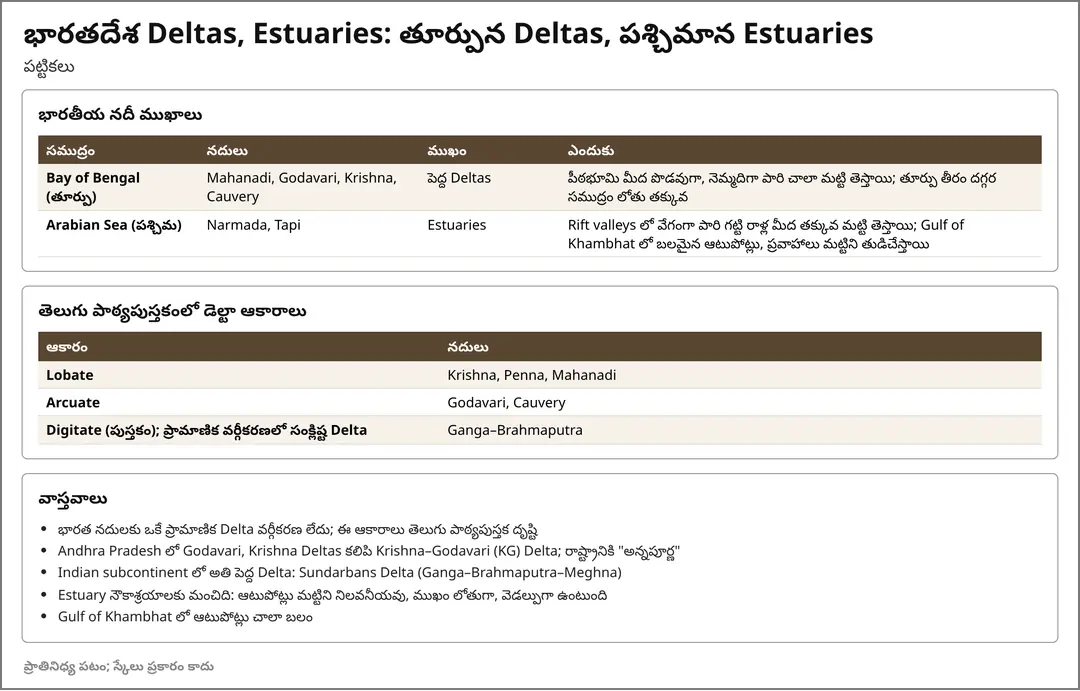 భారతదేశ Deltas, Estuaries: తూర్పున Deltas, పశ్చిమాన Estuaries
పట్టికలు
భారతీయ నదీ ముఖాలు
సముద్రం నదులు ముఖం ఎందుకు
Bay of Bengal (తూర్పు) Mahanadi, Godavari, Krishna, Cauvery పెద్ద Deltas పీఠభూమి మీద పొడవుగా, నెమ్మదిగా పారి చాలా మట్టి తెస్తాయి; తూర్పు తీరం దగ్గర సముద్రం లోతు తక్కువ
Arabian Sea (పశ్చిమ) Narmada, Tapi Estuaries Rift valleys లో వేగంగా పారి గట్టి రాళ్ల మీద తక్కువ మట్టి తెస్తాయి; Gulf of Khambhat లో బలమైన ఆటుపోట్లు, ప్రవాహాలు మట్టిని తుడిచేస్తాయి
తెలుగు పాఠ్యపుస్తకంలో డెల్టా ఆకారాలు
ఆకారం నదులు
Lobate Krishna, Penna, Mahanadi
Arcuate Godavari, Cauvery
Digitate (పుస్తకం); ప్రామాణిక వర్గీకరణలో సంక్లిష్ట Delta Ganga–Brahmaputra
వాస్తవాలు
• భారత నదులకు ఒకే ప్రామాణిక Delta వర్గీకరణ లేదు; ఈ ఆకారాలు తెలుగు పాఠ్యపుస్తక దృష్టి
• Andhra Pradesh లో Godavari, Krishna Deltas కలిపి Krishna–Godavari (KG) Delta; రాష్ట్రానికి "అన్నపూర్ణ"
• Indian subcontinent లో అతి పెద్ద Delta: Sundarbans Delta (Ganga–Brahmaputra–Meghna)
• Estuary నౌకాశ్రయాలకు మంచిది: ఆటుపోట్లు మట్టిని నిలవనీయవు, ముఖం లోతుగా, వెడల్పుగా ఉంటుంది
• Gulf of Khambhat లో ఆటుపోట్లు చాలా బలం
ప్రాతినిధ్య పటం; స్కేలు ప్రకారం కాదు